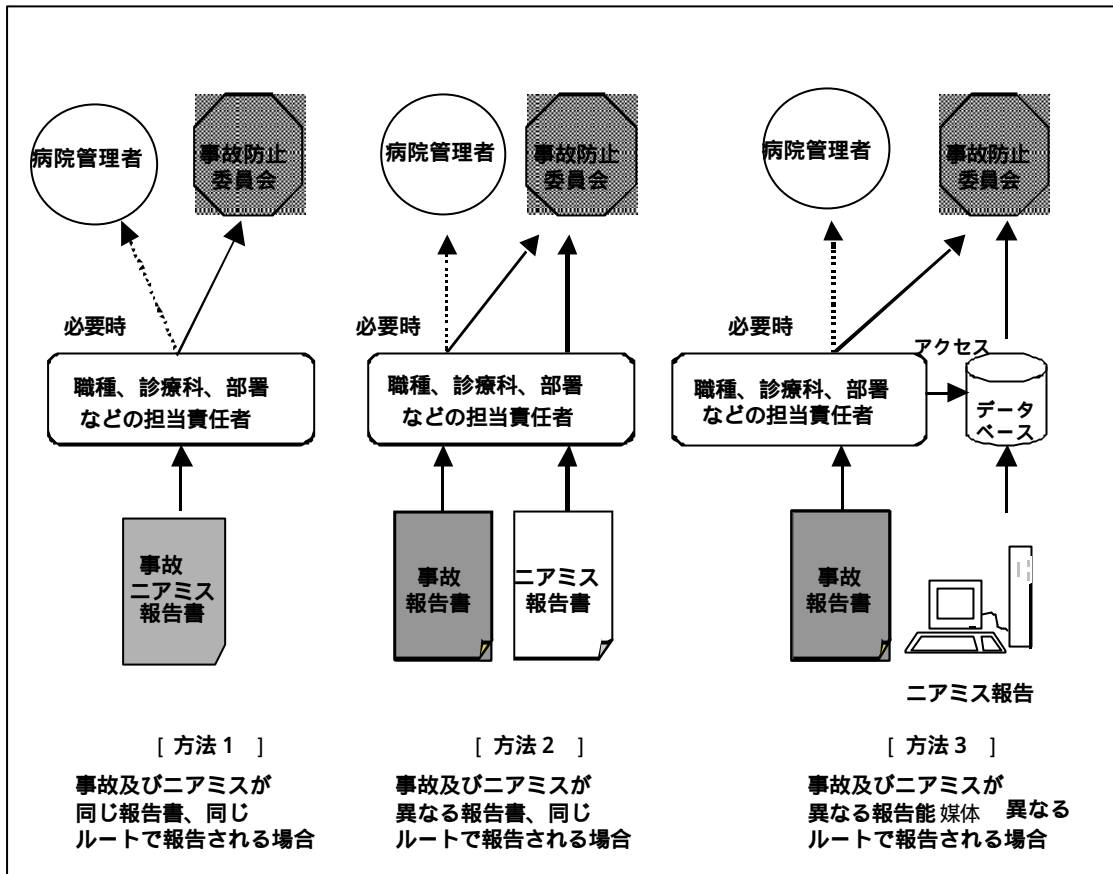 病院管理者
事故防止
委員会
必要時
職種、診療科、部署
などの担当責任者
事故
ニアミス
報告書
[ 方法1 ]
事故及びニアミスが
同じ報告書、同じ
ルートで報告される場合
病院管理者
事故防止
委員会
必要時
職種、診療科、部署
などの担当責任者
事故
報告書
ニアミス
報告書
[ 方法2 ]
事故及びニアミスが
異なる報告書、同じ
ルートで報告される場合
病院管理者
事故防止
委員会
必要時
アクセス
職種、診療科、部署
などの担当責任者
データ
ベース
事故
報告書
ニアミス報告
[ 方法3 ]
事故及びニアミスが
異なる報告能 媒体 異なる
ルートで報告される場合